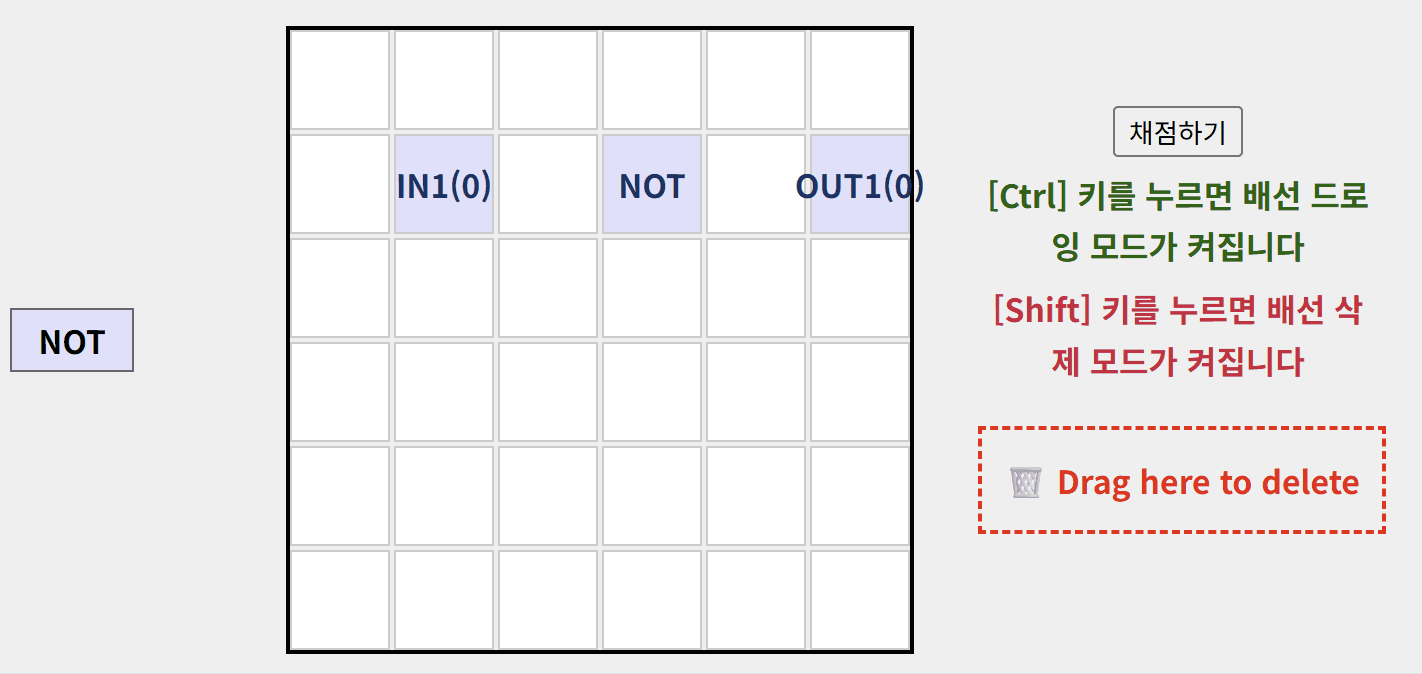 NOT
IN1(0)
NOT
OUT1(0)
채점하기
[Ctrl] 키를 누르면 배선 드로
잉 모드가 켜집니다
[Shift] 키를 누르면 배선 삭
제 모드가 켜집니다
Drag here to delete